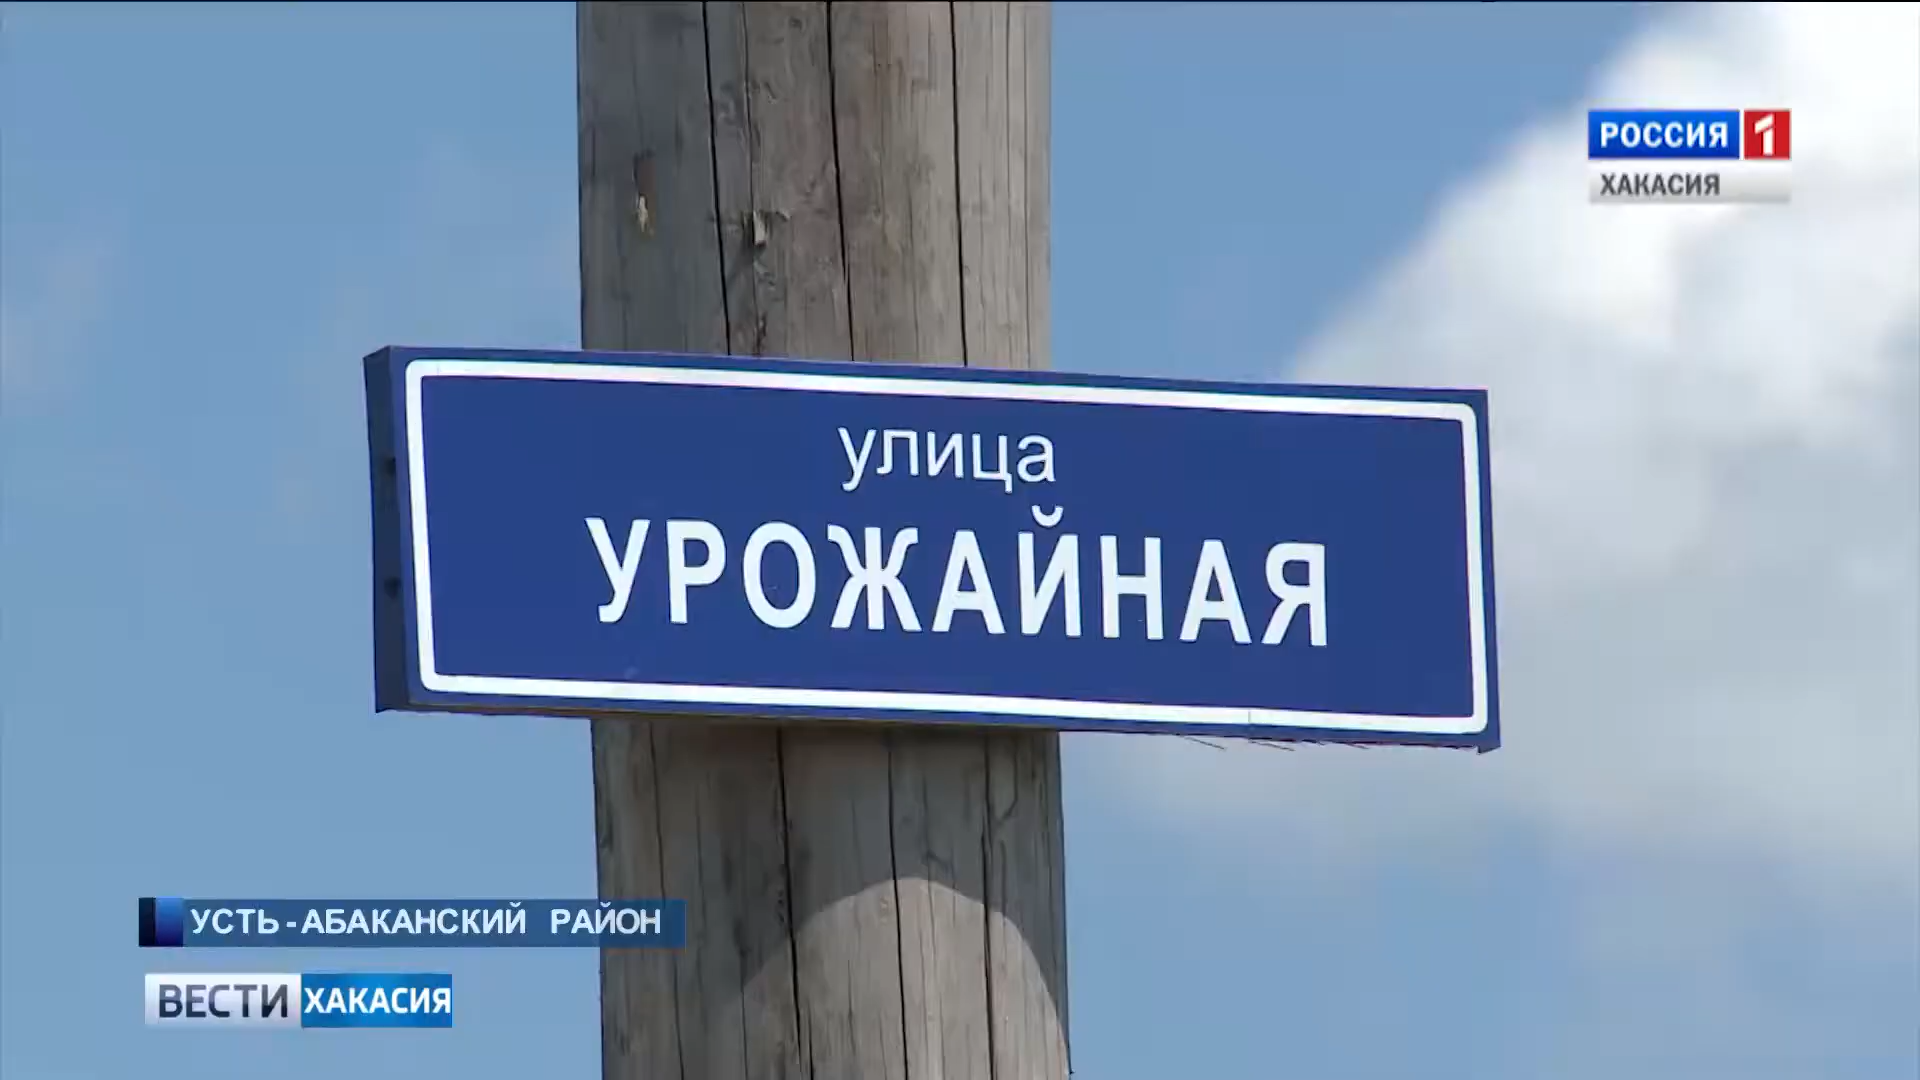 РОССИЯ 1
ХАКАСИЯ
улица
УРОЖАЙНАЯ
УСТЬ-АБАКАНСКИЙ РАЙОН
ВЕСТИ ХАКАСИЯ